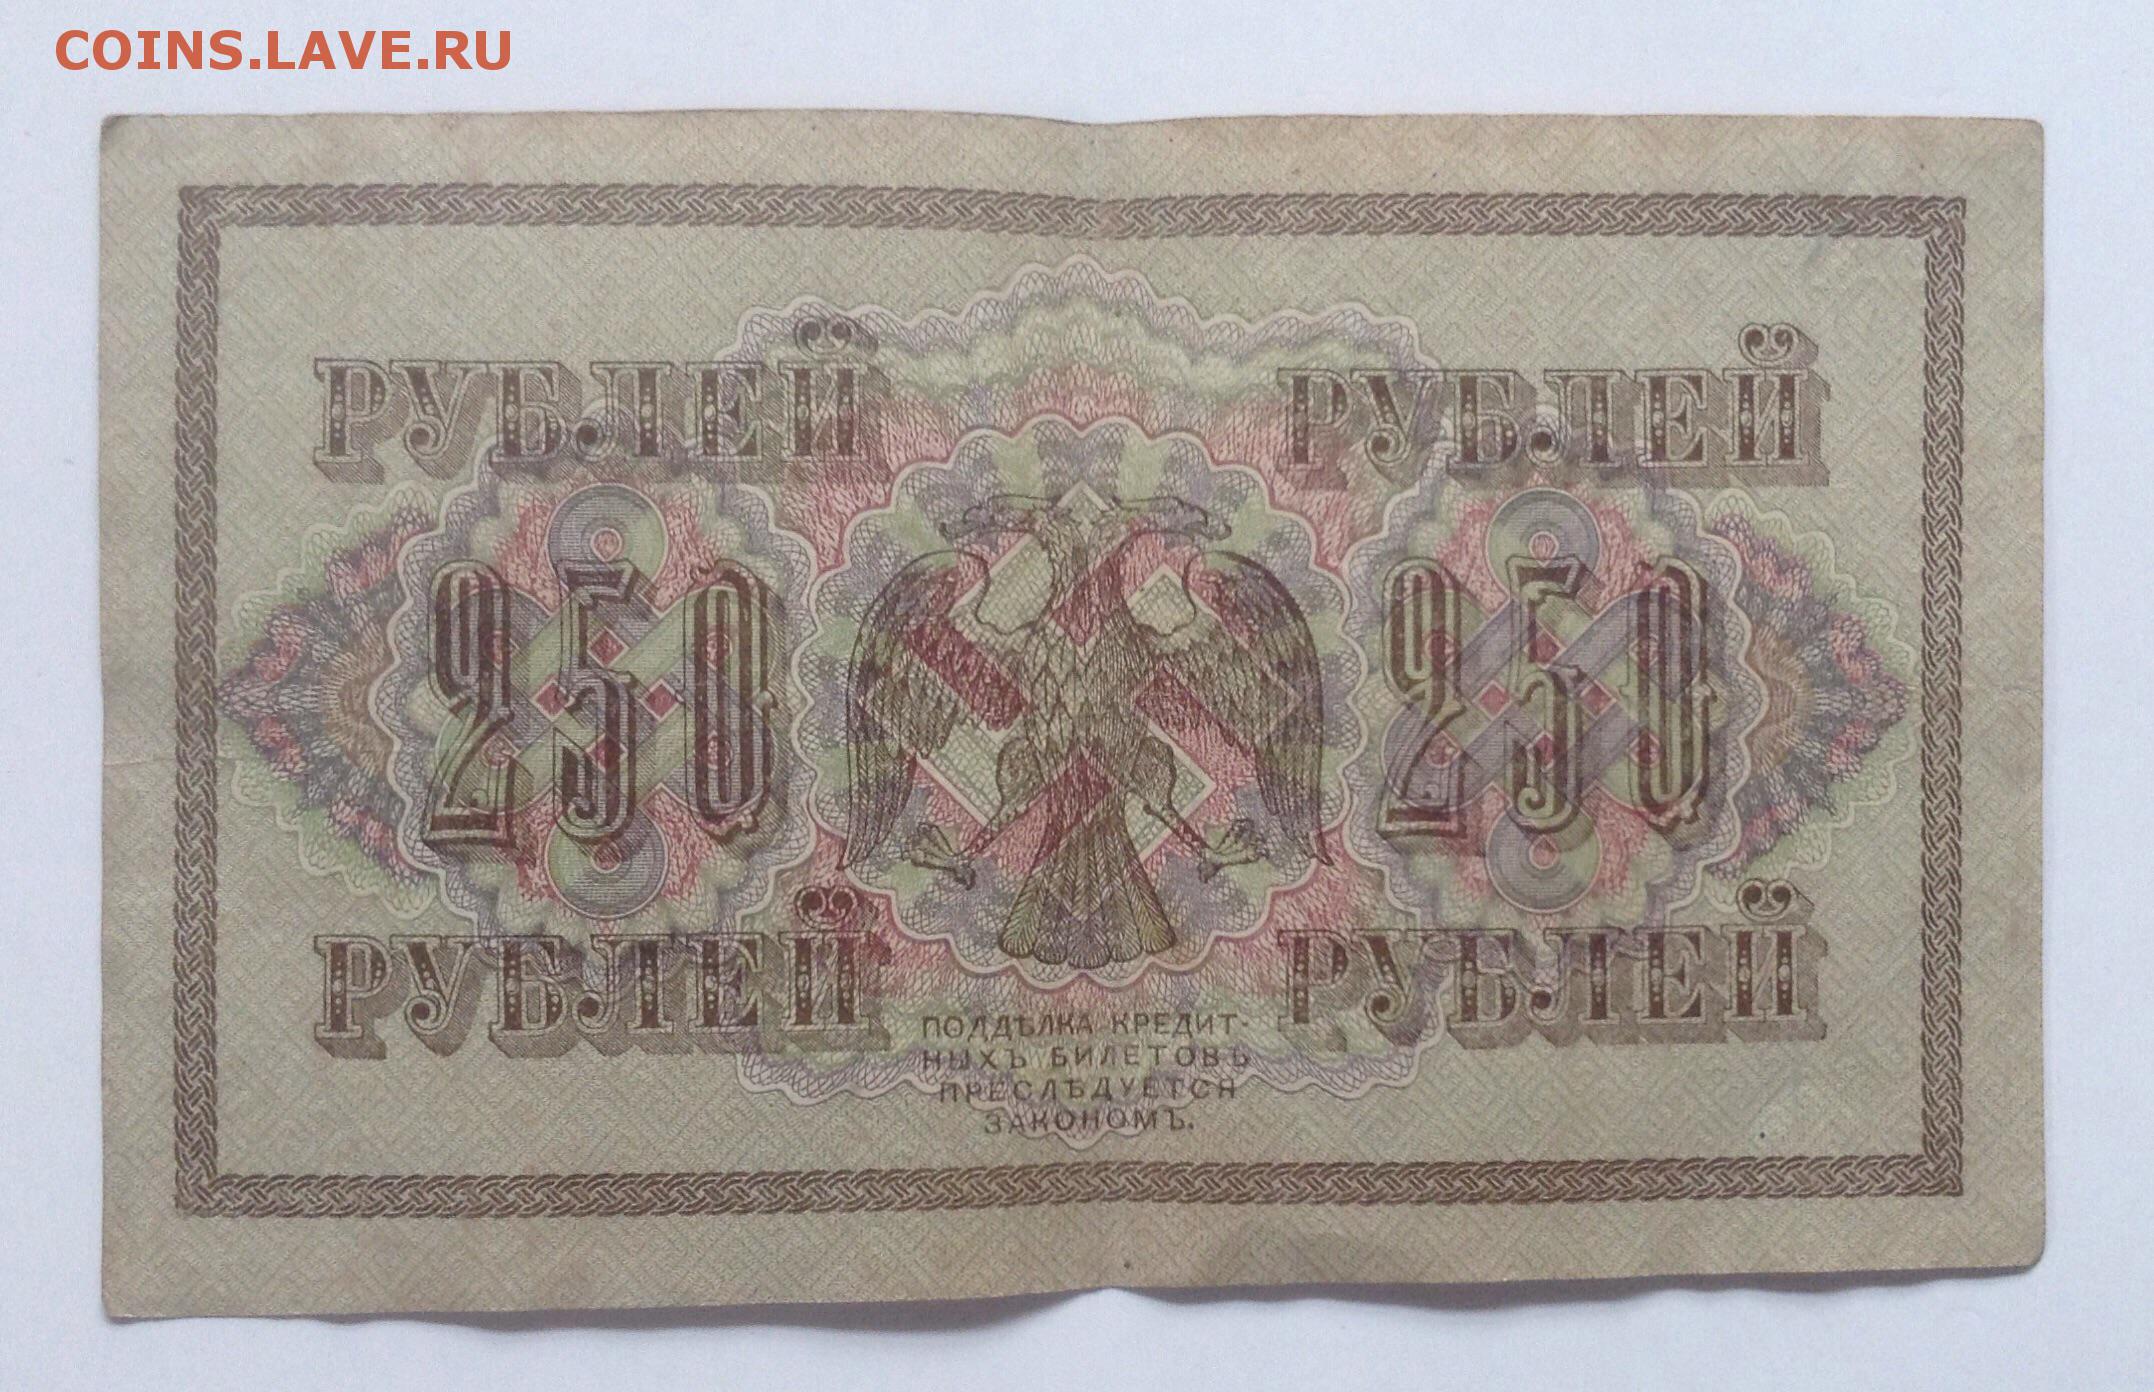 COINS.LAVE.RU
РУБЛЕЙ РУБЛЕЙ
250 250
РУБЛЕЙ РУБЛЕЙ
ПОДДѢЛКА КРЕДИТ-
НЫХЪ БИЛЕТОВЪ
ПРЕСЛѢДУЕТСЯ
ЗАКОНОМЪ.